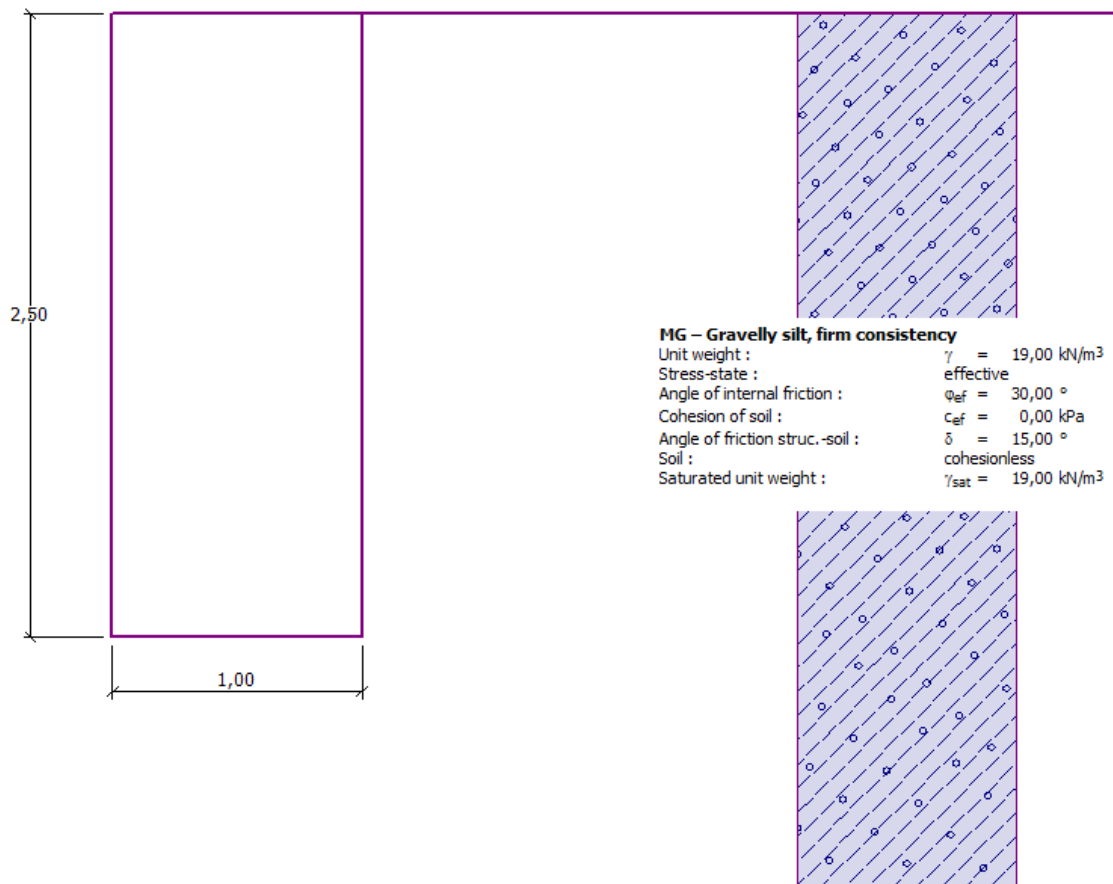 2,50
MG – Gravelly silt, firm consistency
Unit weight : γ = 19,00 kN/m³
Stress-state : effective
Angle of internal friction : φef = 30,00 °
Cohesion of soil : cef = 0,00 kPa
Angle of friction struc.-soil : δ = 15,00 °
Soil : cohesionless
Saturated unit weight : γsat = 19,00 kN/m³
1,00